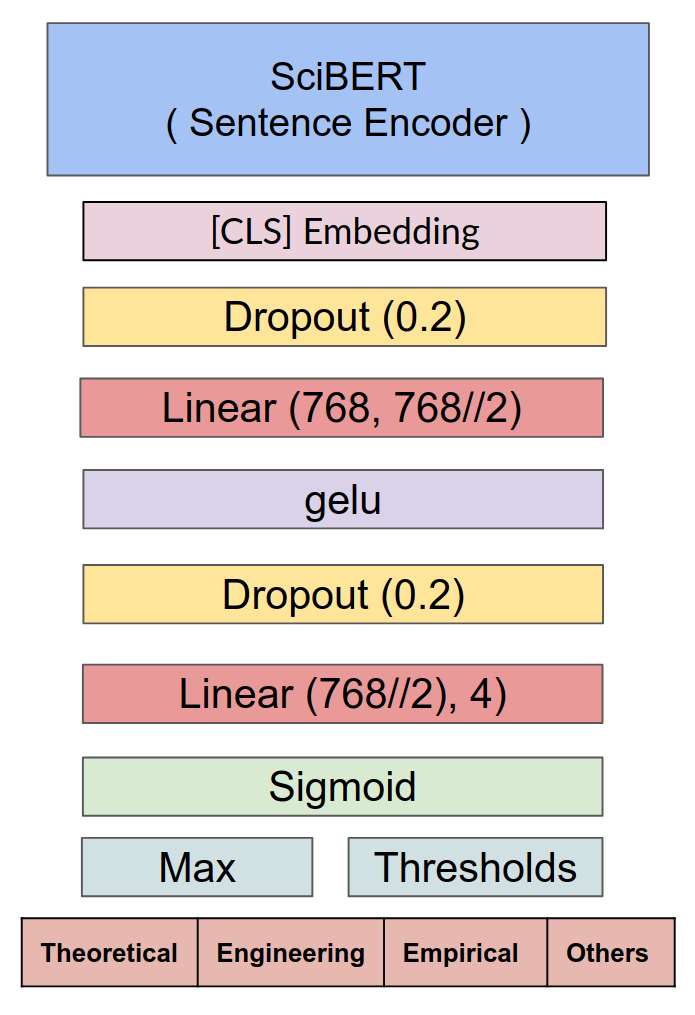 SciBERT
( Sentence Encoder )
[CLS] Embedding
Dropout (0.2)
Linear (768, 768//2)
gelu
Dropout (0.2)
Linear (768//2), 4)
Sigmoid
Max Thresholds
Theoretical Engineering Empirical Others